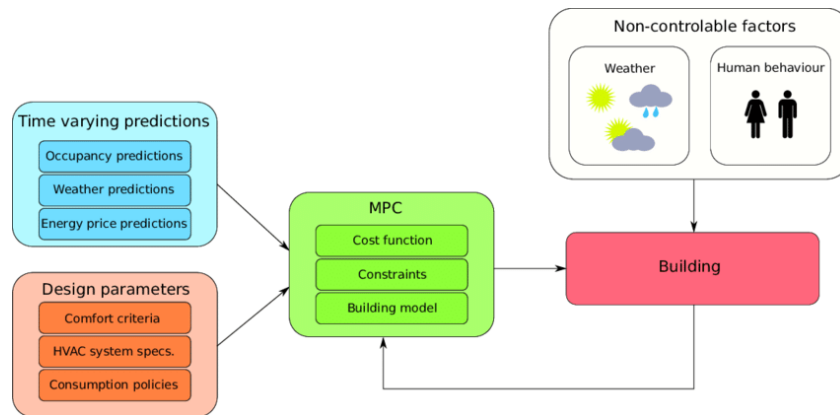 Non-controlable factors
Weather
Human behaviour
Time varying predictions
Occupancy predictions
Weather predictions
Energy price predictions
MPC
Cost function
Constraints
Building model
Building
Design parameters
Comfort criteria
HVAC system specs.
Consumption policies